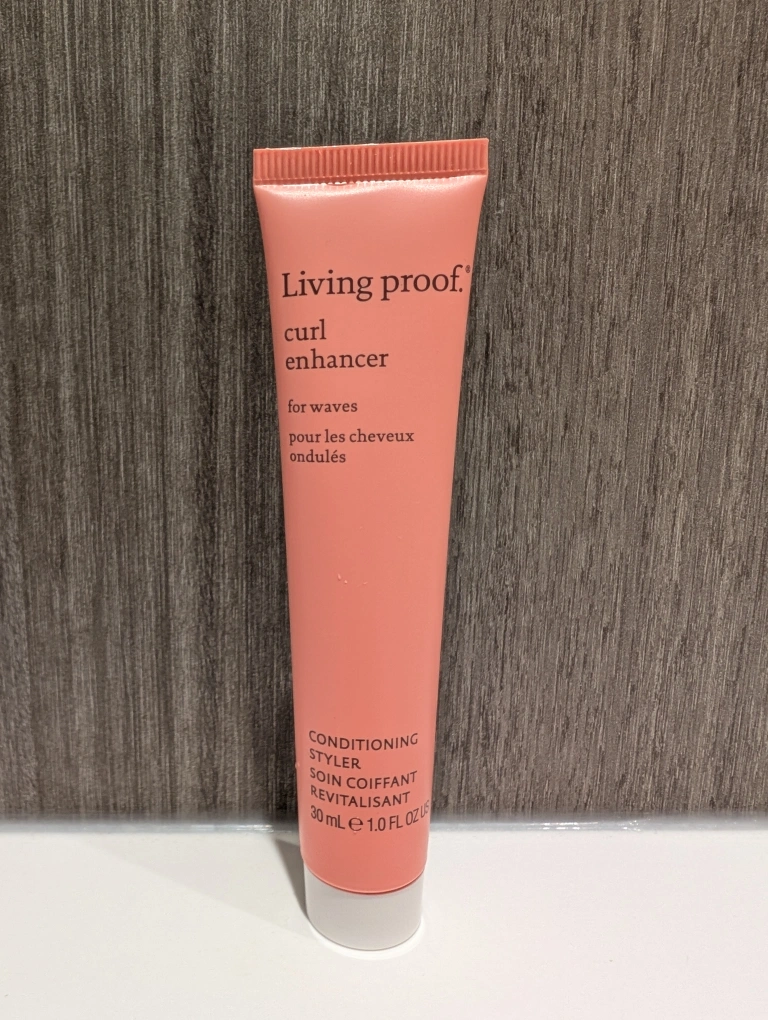 Living proof.®
curl
enhancer
for waves
pour les cheveux
ondulés
CONDITIONING
STYLER
SOIN COIFFANT
REVITALISANT
30 mL ℮ 1.0 FL OZ US